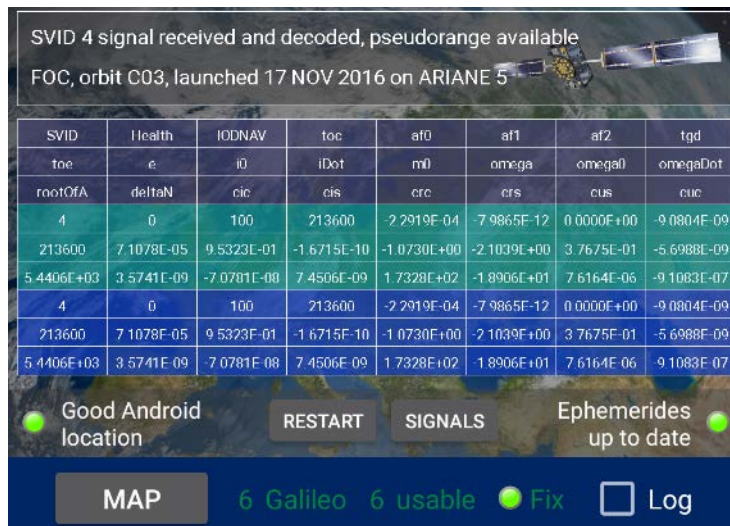 SVID 4 signal received and decoded, pseudorange available
FOC, orbit C03, launched 17 NOV 2016 on ARIANE 5
SVID Health IODNAV toc af0 af1 af2 tgd
toe e i0 iDot m0 omega omega0 omegaDot
rootOfA deltaN cic cis crc crs cus cuc
4 0 100 213600 -2.2919E-04 -7.9865E-12 0.0000E+00 -9.0804E-09
213600 7.1078E-05 9.5323E-01 -1.6715E-10 -1.0730E+00 -2.1039E+00 3.7675E-01 -5.6988E-09
5.4406E+03 3.5741E-09 -7.0781E-08 7.4506E-09 1.7328E+02 -1.8906E+01 7.6164E-06 -9.1083E-07
4 0 100 213600 -2.2919E-04 -7.9865E-12 0.0000E+00 -9.0804E-09
213600 7.1078E-05 9.5323E-01 -1.6715E-10 -1.0730E+00 -2.1039E+00 3.7675E-01 -5.6988E-09
5.4406E+03 3.5741E-09 -7.0781E-08 7.4506E-09 1.7328E+02 -1.8906E+01 7.6164E-06 -9.1083E-07
Good Android
location
RESTART SIGNALS
Ephemerides
up to date
MAP 6 Galileo 6 usable Fix Log